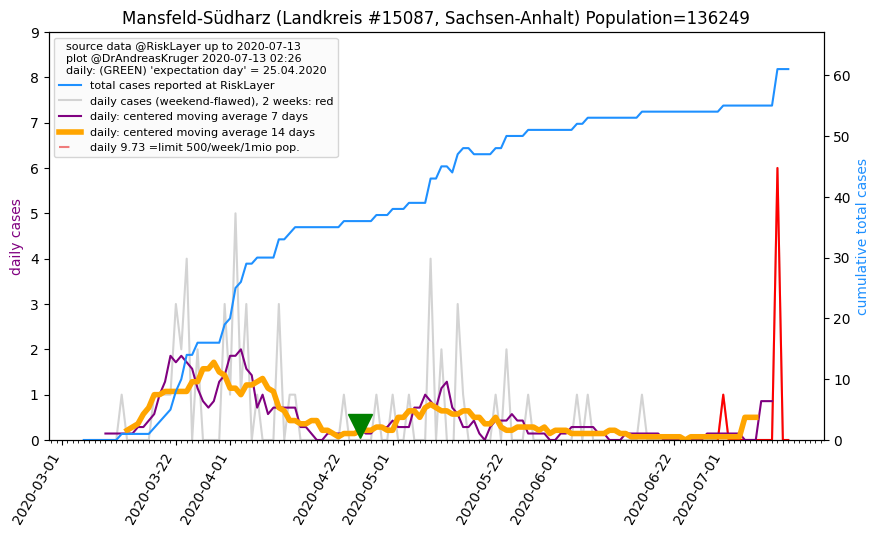 Mansfeld-Südharz (Landkreis #15087, Sachsen-Anhalt) Population=136249
source data @RiskLayer up to 2020-07-13
plot @DrAndreasKruger 2020-07-13 02:26
daily: (GREEN) 'expectation day' = 25.04.2020
total cases reported at RiskLayer
daily cases (weekend-flawed), 2 weeks: red
daily: centered moving average 7 days
daily: centered moving average 14 days
daily 9.73 =limit 500/week/1mio pop.
daily cases
9
8
7
6
5
4
3
2
1
0
cumulative total cases
60
50
40
30
20
10
0
2020-03-01
2020-03-22
2020-04-01
2020-04-22
2020-05-01
2020-05-22
2020-06-01
2020-06-22
2020-07-01